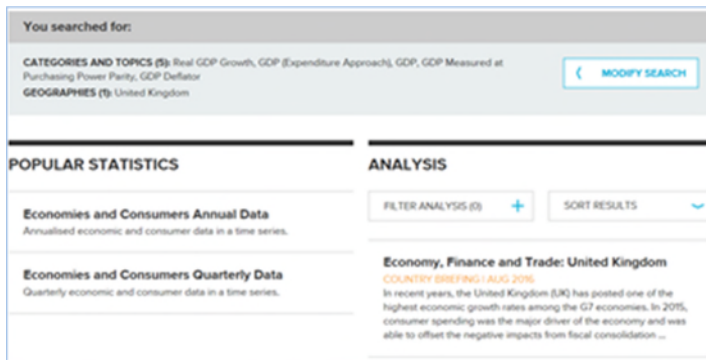 You searched for:
CATEGORIES AND TOPICS (5): Real GDP Growth, GDP (Expenditure Approach), GDP, GDP Measured at
Purchasing Power Parity, GDP Deflator
GEOGRAPHIES (1): United Kingdom
MODIFY SEARCH
POPULAR STATISTICS
Economies and Consumers Annual Data
Annualised economic and consumer data in a time series.
Economies and Consumers Quarterly Data
Quarterly economic and consumer data in a time series.
ANALYSIS
FILTER ANALYSIS (0) +
SORT RESULTS
Economy, Finance and Trade: United Kingdom
COUNTRY BRIEFING | AUG 2016
In recent years, the United Kingdom (UK) has posted one of the
highest economic growth rates among the G7 economies. In 2015,
consumer spending was the major driver of the economy and was
able to offset the negative impacts from fiscal consolidation ...